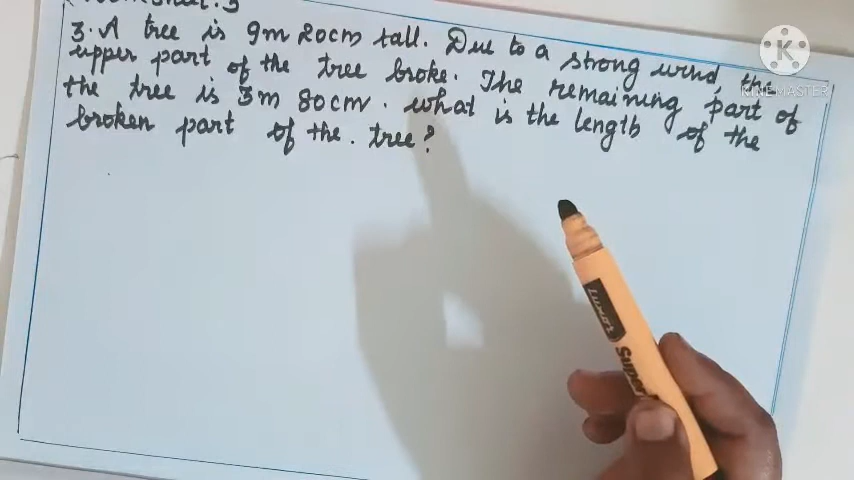 3. A tree is 9m 20cm tall. Due to a strong wind, the
upper part of the tree broke. The remaining part of
the tree is 3m 80cm. what is the length of the
broken part of the. tree?
KINEMASTER
Luxor
Super